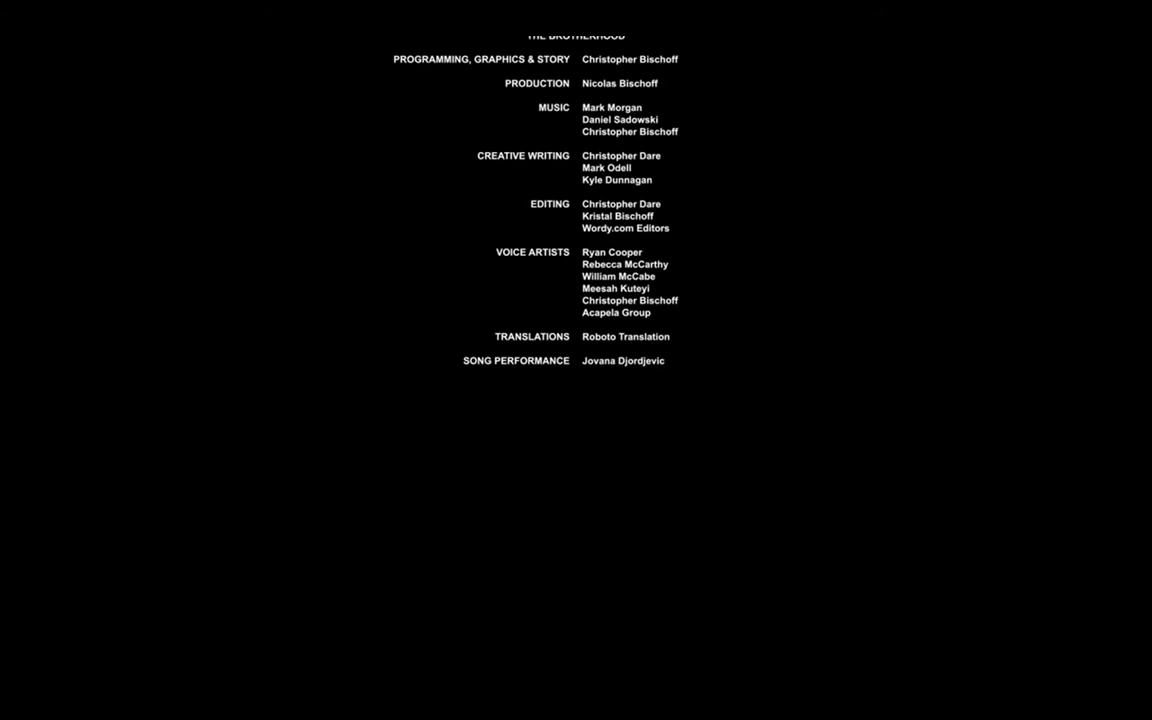 THE BROTHERHOOD
PROGRAMMING, GRAPHICS & STORY Christopher Bischoff
PRODUCTION Nicolas Bischoff
MUSIC Mark Morgan
Daniel Sadowski
Christopher Bischoff
CREATIVE WRITING Christopher Dare
Mark Odell
Kyle Dunnagan
EDITING Christopher Dare
Kristal Bischoff
Wordy.com Editors
VOICE ARTISTS Ryan Cooper
Rebecca McCarthy
William McCabe
Meesah Kuteyi
Christopher Bischoff
Acapela Group
TRANSLATIONS Roboto Translation
SONG PERFORMANCE Jovana Djordjevic